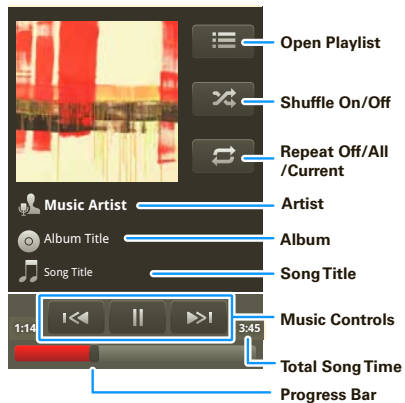 Open Playlist
Shuffle On/Off
Repeat Off/All
/Current
Music Artist
Artist
Album Title
Album
Song Title
Song Title
1:14
3:45
Music Controls
Total Song Time
Progress Bar